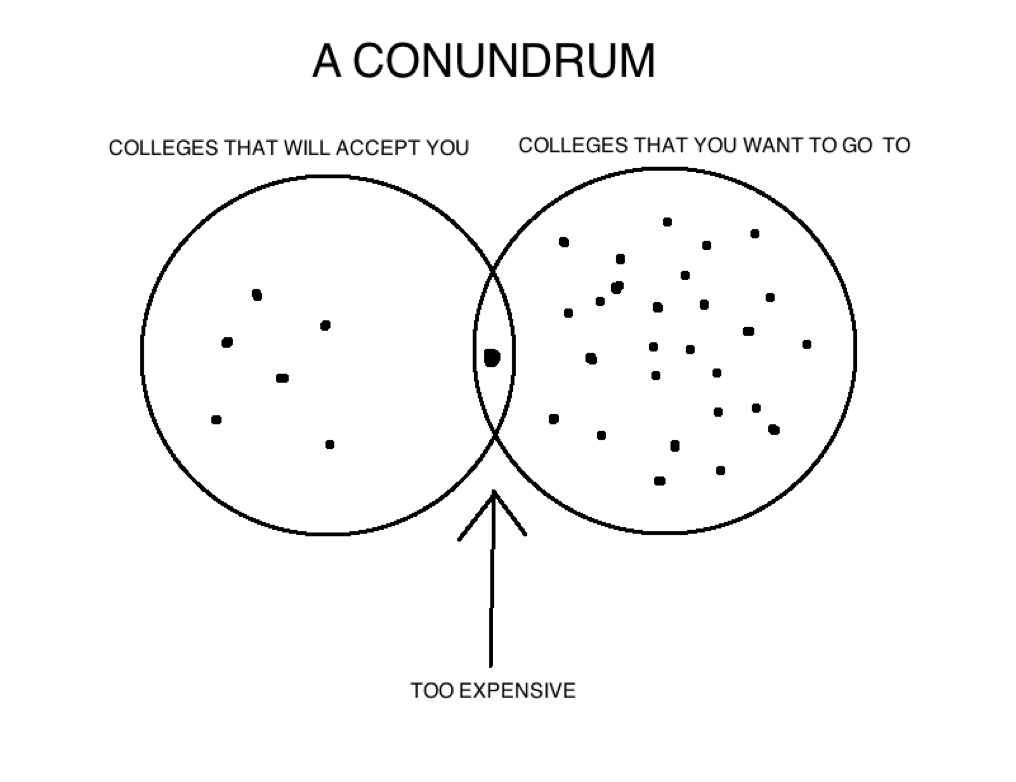 A CONUNDRUM
COLLEGES THAT WILL ACCEPT YOU
COLLEGES THAT YOU WANT TO GO TO
TOO EXPENSIVE